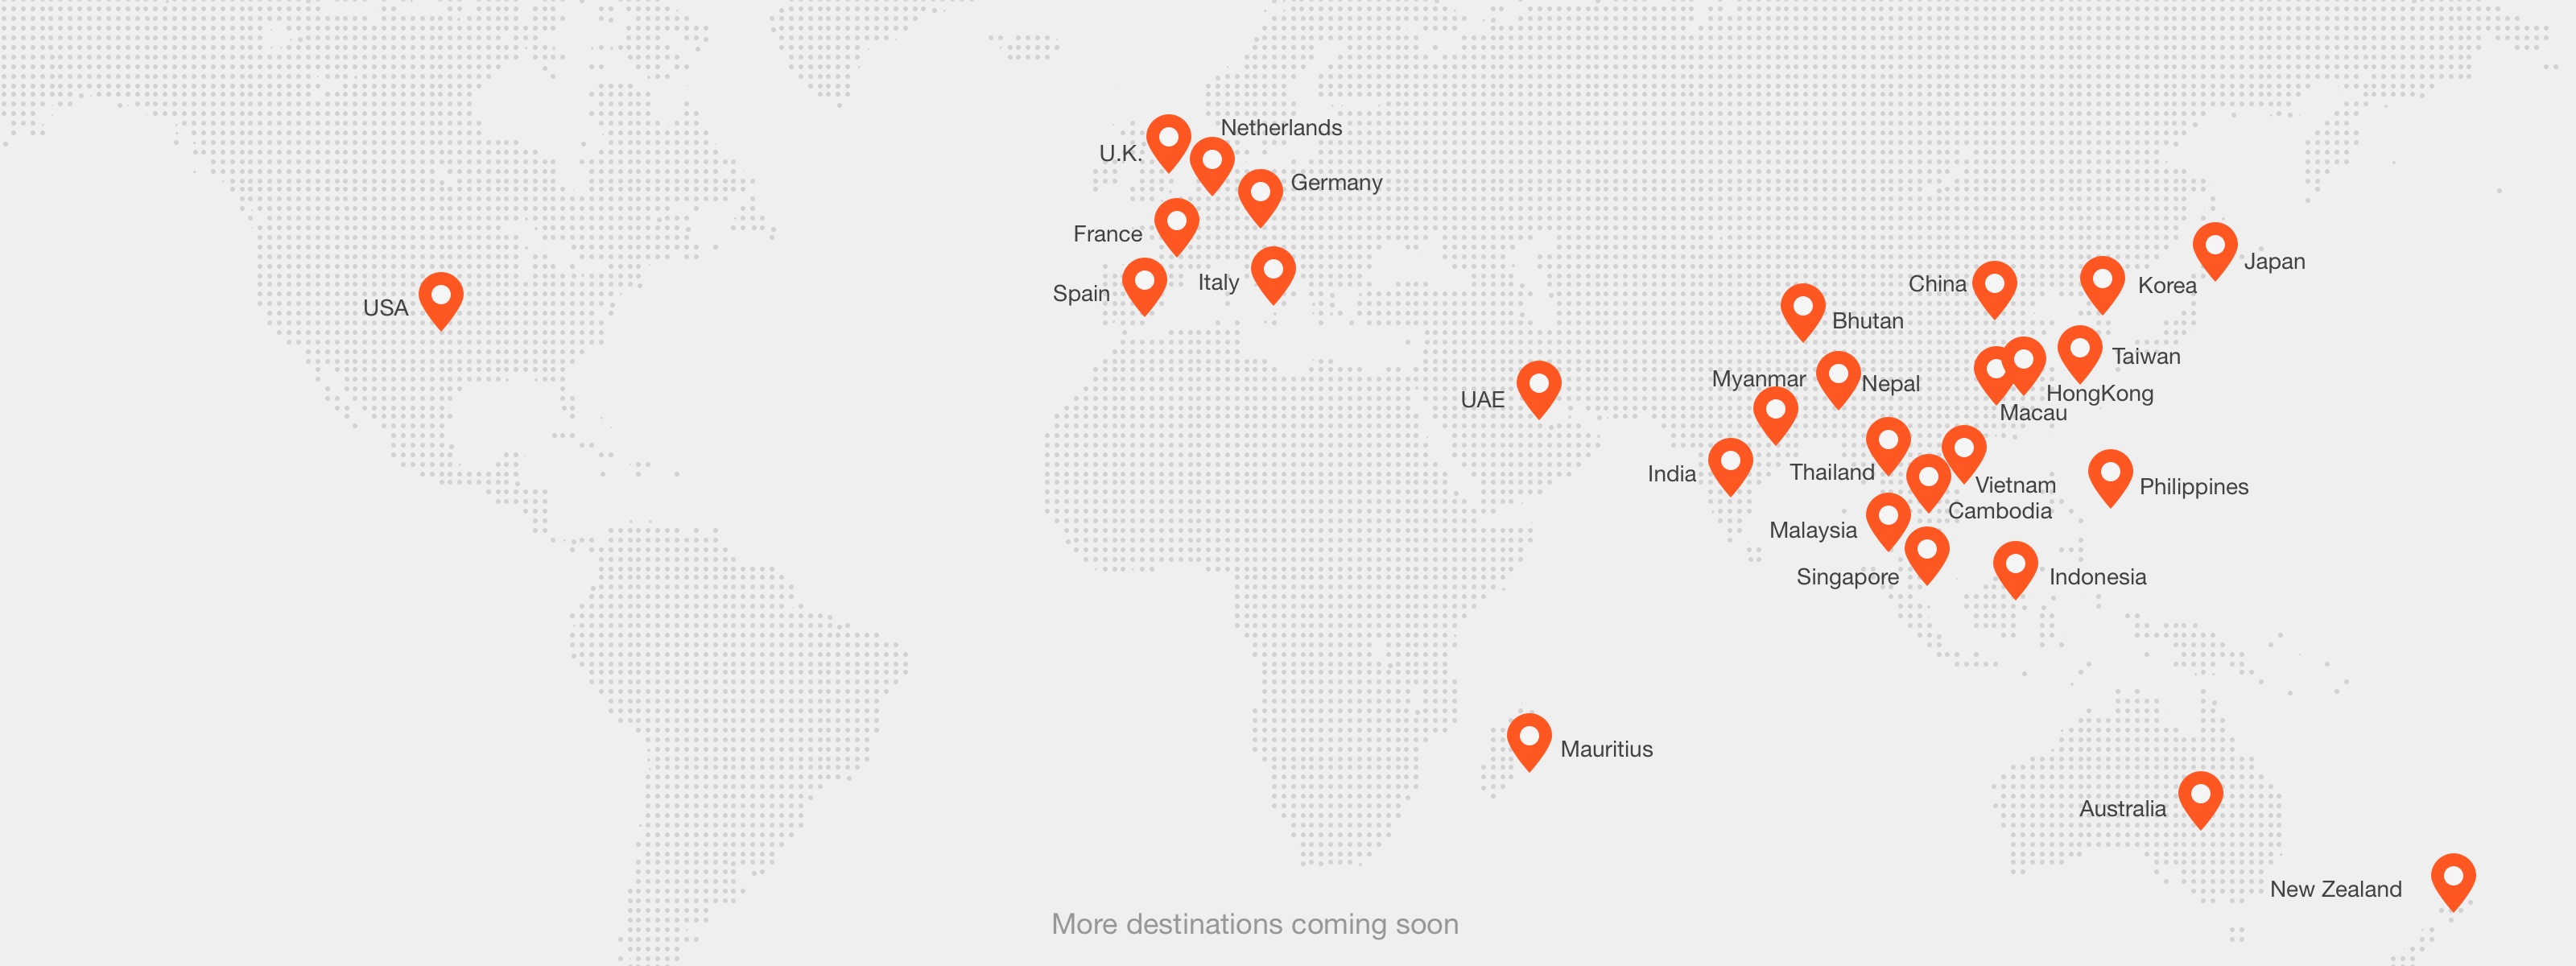 Netherlands
U.K.
Germany
France
Italy
Spain
USA
Japan
China
Korea
Bhutan
Taiwan
Myanmar
Nepal
UAE
HongKong
Macau
India
Thailand
Vietnam
Philippines
Cambodia
Malaysia
Singapore
Indonesia
Mauritius
Australia
New Zealand
More destinations coming soon